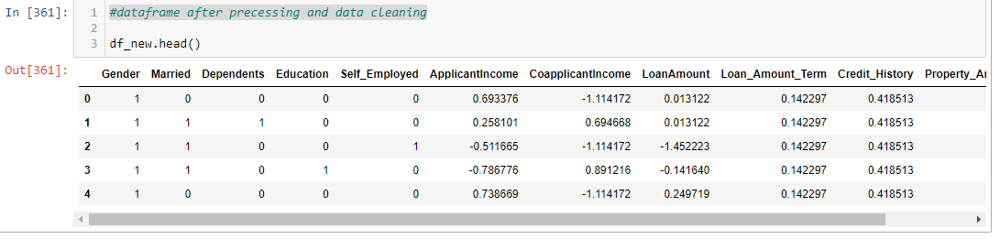 In [361]: 1 #dataframe after precessing and data cleaning
2
3 df_new.head()
Out[361]:
Gender Married Dependents Education Self_Employed ApplicantIncome CoapplicantIncome LoanAmount Loan_Amount_Term Credit_History Property_Ar
0 1 0 0 0 0 0.693376 -1.114172 0.013122 0.142297 0.418513
1 1 1 1 0 0 0.258101 0.694668 0.013122 0.142297 0.418513
2 1 1 0 0 1 -0.511665 -1.114172 -1.452223 0.142297 0.418513
3 1 1 0 1 0 -0.786776 0.891216 -0.141640 0.142297 0.418513
4 1 0 0 0 0 0.738669 -1.114172 0.249719 0.142297 0.418513